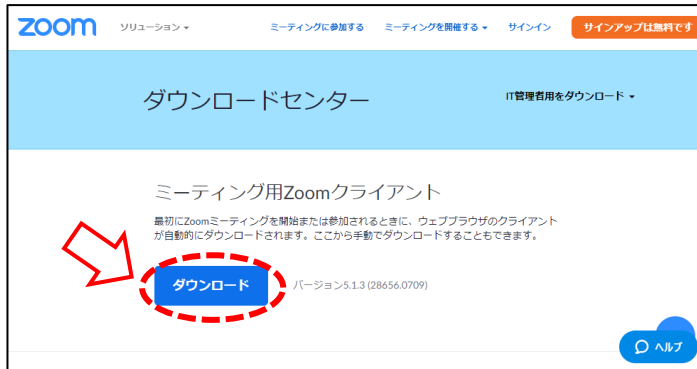 zoom ソリューション ミーティングに参加する ミーティングを開催する サインイン サインアップは無料です
ダウンロードセンター IT管理者用をダウンロード
ミーティング用Zoomクライアント
最初にZoomミーティングを開始または参加されるときに、ウェブブラウザのクライアント
が自動的にダウンロードされます。ここから手動でダウンロードすることもできます。
ダウンロード バージョン5.1.3 (28656.0709)
ヘルプ